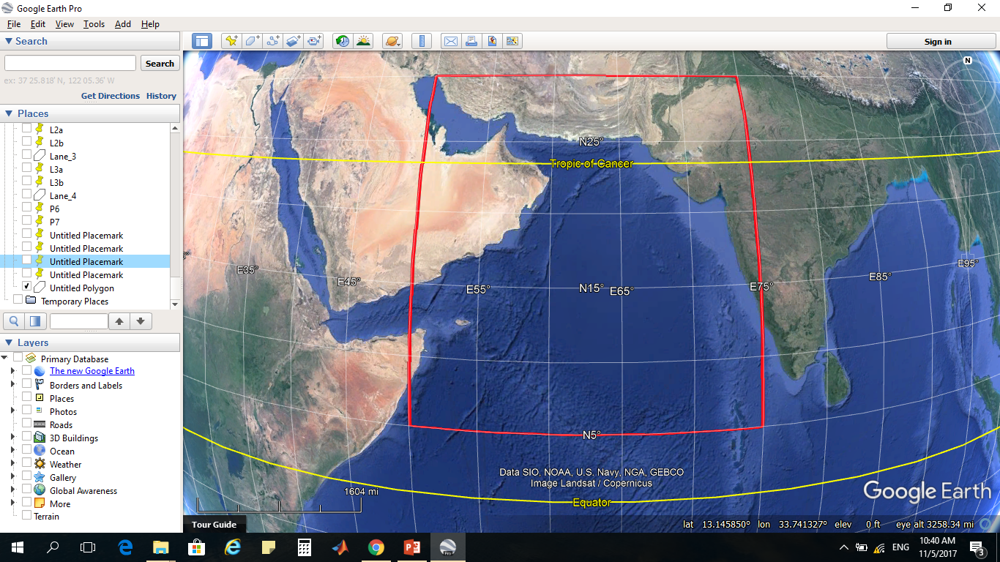 Google Earth Pro
File Edit View Tools Add Help
Search
Sign in
Search
ex: 37 25.818' N, 122 05.36' W
Get Directions History
Places
L2a
L2b
Lane_3
L3a
L3b
Lane_4
P6
P7
Untitled Placemark
Untitled Placemark
Untitled Placemark
Untitled Placemark
Untitled Polygon
Temporary Places
Layers
Primary Database
The new Google Earth
Borders and Labels
Places
Photos
Roads
3D Buildings
Ocean
Weather
Gallery
Global Awareness
More
Terrain
N
N25°
Tropic of Cancer
E35°
E45°
E55°
N15°
E65°
E75°
E85°
E95°
N5°
Data SIO, NOAA, U.S. Navy, NGA, GEBCO
Image Landsat / Copernicus
1604 mi
Equator
Google Earth
Tour Guide
lat 13.145850° lon 33.741327° elev 0 ft eye alt 3258.34 mi
ENG
10:40 AM
11/5/2017
3